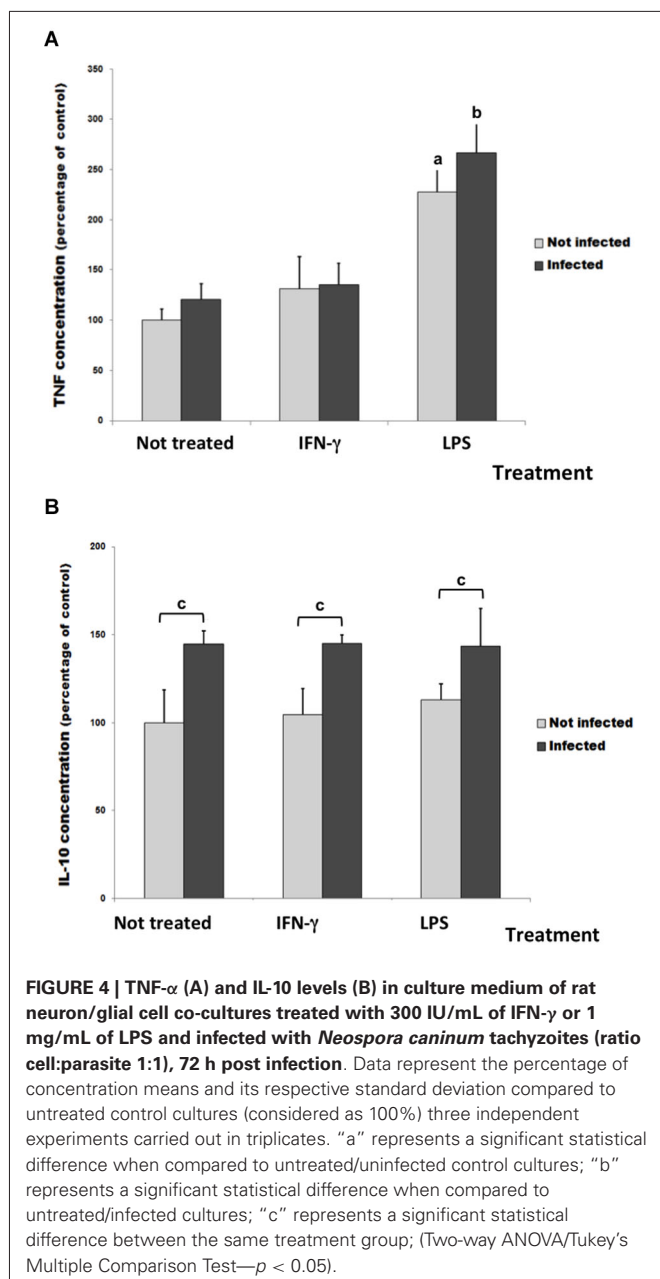 A
TNF concentration (percentage of control)
350
300
250
200
150
100
50
0
a
b
Not infected
Infected
Not treated
IFN-γ
LPS
Treatment
B
IL-10 concentration (percentage of control)
200
150
100
50
0
c
c
c
Not infected
Infected
Not treated
IFN-γ
LPS
Treatment
FIGURE 4 | TNF-α (A) and IL-10 levels (B) in culture medium of rat
neuron/glial cell co-cultures treated with 300 IU/mL of IFN-γ or 1
mg/mL of LPS and infected with Neospora caninum tachyzoites (ratio
cell:parasite 1:1), 72 h post infection. Data represent the percentage of
concentration means and its respective standard deviation compared to
untreated control cultures (considered as 100%) three independent
experiments carried out in triplicates. “a” represents a significant statistical
difference when compared to untreated/uninfected control cultures; “b”
represents a significant statistical difference when compared to
untreated/infected cultures; “c” represents a significant statistical
difference between the same treatment group; (Two-way ANOVA/Tukey’s
Multiple Comparison Test—p < 0.05).